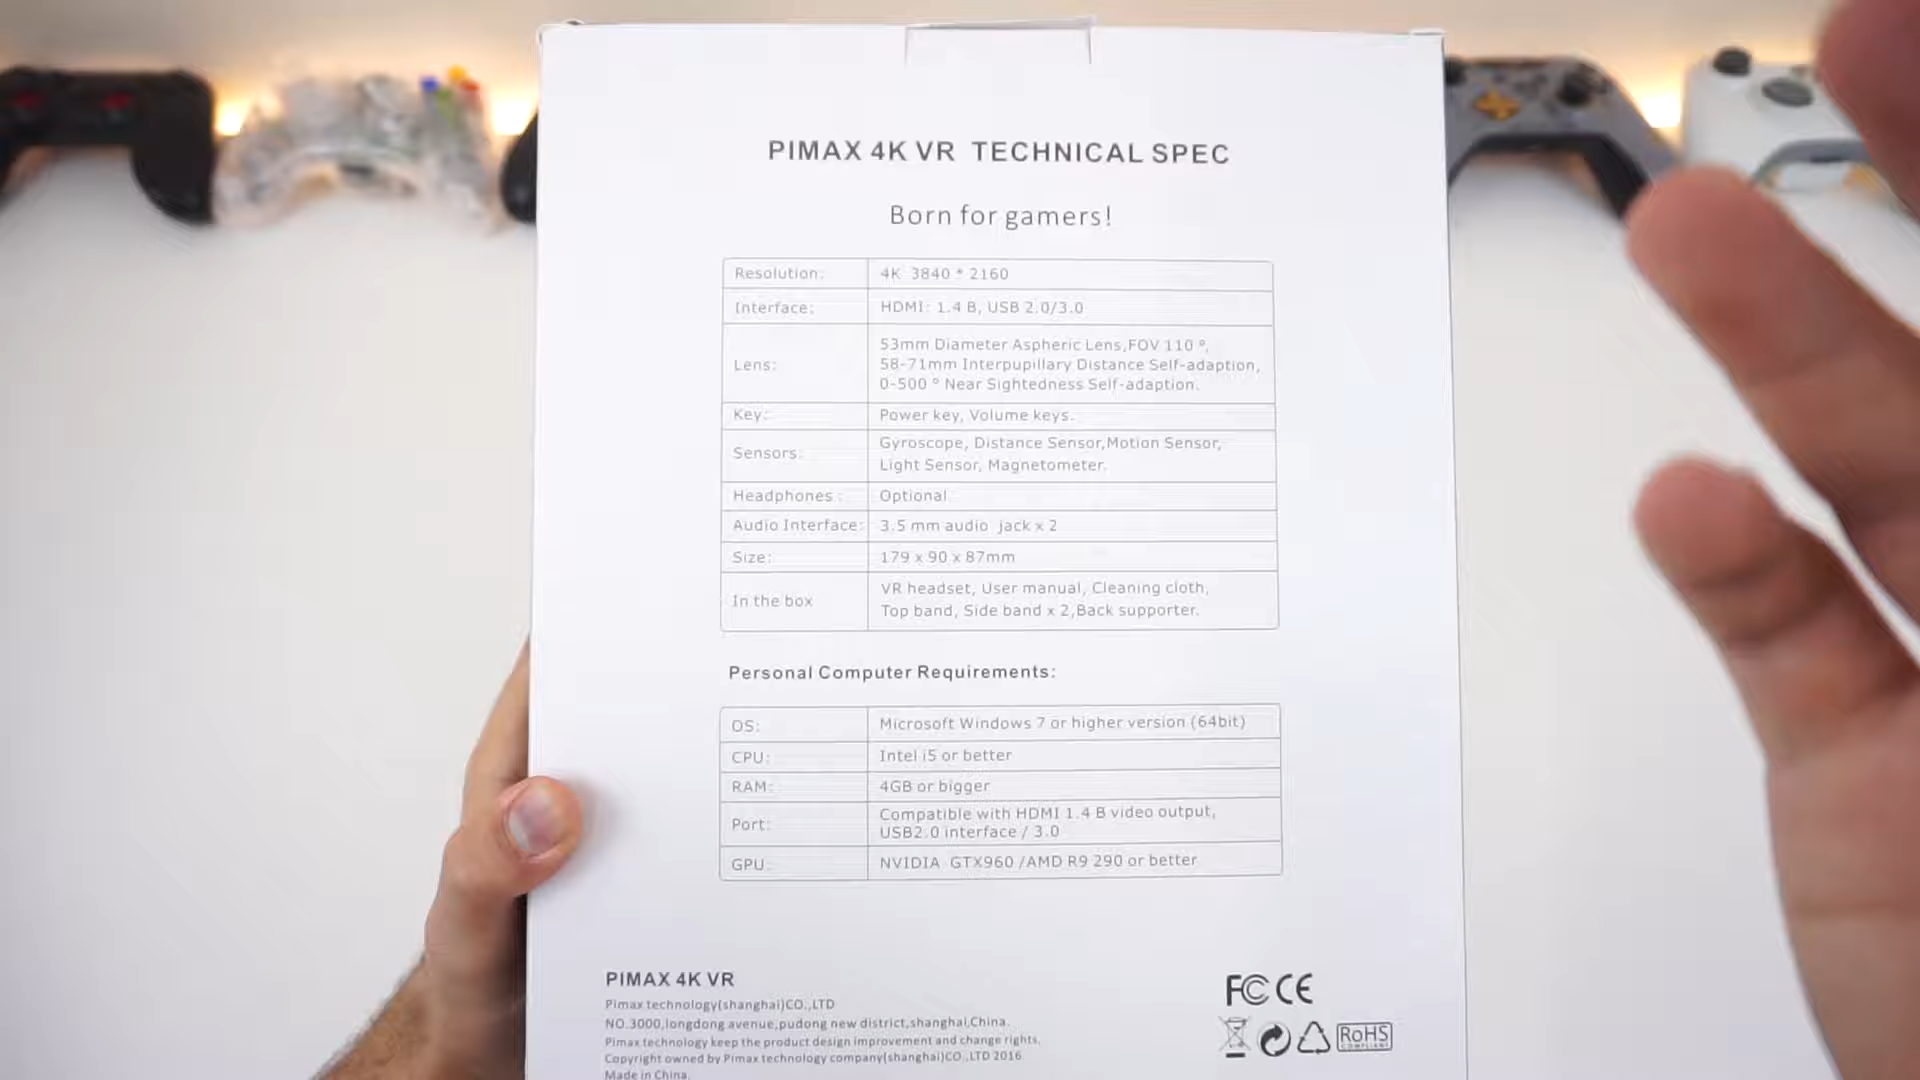 PIMAX 4K VR TECHNICAL SPEC
Born for gamers!
Resolution: 4K 3840 * 2160
Interface: HDMI: 1.4 B, USB 2.0/3.0
Lens: 53mm Diameter Aspheric Lens,FOV 110 °,
58-71mm Interpupillary Distance Self-adaption,
0-500 ° Near Sightedness Self-adaption.
Key: Power key, Volume keys.
Sensors: Gyroscope, Distance Sensor,Motion Sensor,
Light Sensor, Magnetometer.
Headphones : Optional
Audio Interface: 3.5 mm audio jack x 2
Size: 179 x 90 x 87mm
In the box VR headset, User manual, Cleaning cloth,
Top band, Side band x 2,Back supporter.
Personal Computer Requirements:
OS: Microsoft Windows 7 or higher version (64bit)
CPU: Intel i5 or better
RAM: 4GB or bigger
Port: Compatible with HDMI 1.4 B video output,
USB2.0 interface / 3.0
GPU: NVIDIA GTX960 /AMD R9 290 or better
PIMAX 4K VR
Pimax technology(shanghai)CO.,LTD
NO.3000,longdong avenue,pudong new district,shanghai,China.
Pimax technology keep the product design improvement and change rights.
Copyright owned by Pimax technology company(shanghai)CO.,LTD 2016
Made in China.
FC CE
RoHS
COMPLIANT